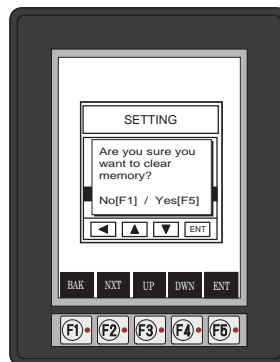 SETTING
Are you sure you
want to clear
memory?
No[F1] / Yes[F5]
ENT
BAK NXT UP DWN ENT
F1 F2 F3 F4 F5